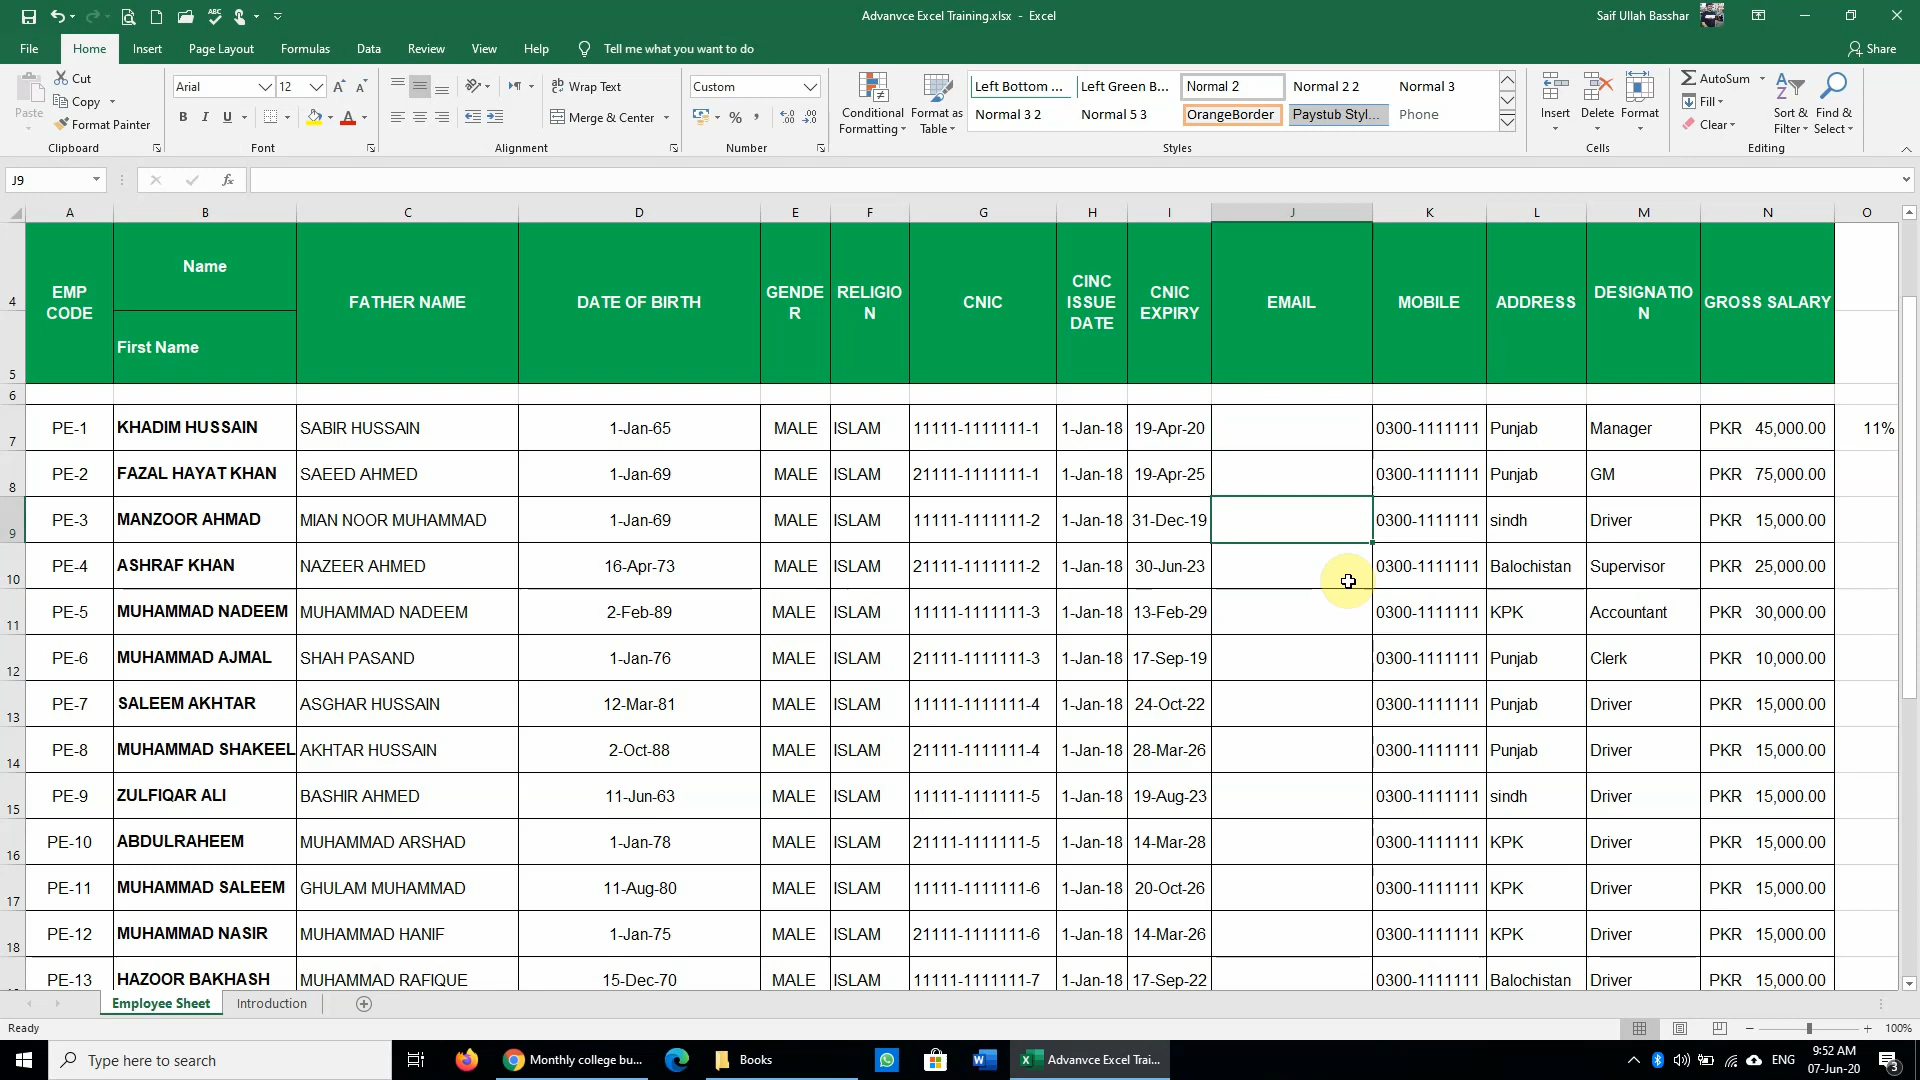 Advanvce Excel Training.xlsx - Excel
Saif Ullah Basshar
File Home Insert Page Layout Formulas Data Review View Help Tell me what you want to do Share
Paste Cut Copy Format Painter Clipboard
Arial 12 Font
Wrap Text Merge & Center Alignment
Custom Number
Conditional Formatting Format as Table
Left Bottom ... Left Green B... Normal 2 Normal 2 2 Normal 3
Normal 3 2 Normal 5 3 OrangeBorder Paystub Styl... Phone
Styles
Insert Delete Format Cells
AutoSum Fill Clear Sort & Filter Find & Select Editing
J9 fx
A B C D E F G H I J K L M N O
EMP CODE Name First Name FATHER NAME DATE OF BIRTH GENDER RELIGION CNIC CINC ISSUE DATE CNIC EXPIRY EMAIL MOBILE ADDRESS DESIGNATION GROSS SALARY
4
5
6
7 PE-1 KHADIM HUSSAIN SABIR HUSSAIN 1-Jan-65 MALE ISLAM 11111-1111111-1 1-Jan-18 19-Apr-20 0300-1111111 Punjab Manager PKR 45,000.00 11%
8 PE-2 FAZAL HAYAT KHAN SAEED AHMED 1-Jan-69 MALE ISLAM 21111-1111111-1 1-Jan-18 19-Apr-25 0300-1111111 Punjab GM PKR 75,000.00
9 PE-3 MANZOOR AHMAD MIAN NOOR MUHAMMAD 1-Jan-69 MALE ISLAM 11111-1111111-2 1-Jan-18 31-Dec-19 0300-1111111 sindh Driver PKR 15,000.00
10 PE-4 ASHRAF KHAN NAZEER AHMED 16-Apr-73 MALE ISLAM 21111-1111111-2 1-Jan-18 30-Jun-23 0300-1111111 Balochistan Supervisor PKR 25,000.00
11 PE-5 MUHAMMAD NADEEM MUHAMMAD NADEEM 2-Feb-89 MALE ISLAM 11111-1111111-3 1-Jan-18 13-Feb-29 0300-1111111 KPK Accountant PKR 30,000.00
12 PE-6 MUHAMMAD AJMAL SHAH PASAND 1-Jan-76 MALE ISLAM 21111-1111111-3 1-Jan-18 17-Sep-19 0300-1111111 Punjab Clerk PKR 10,000.00
13 PE-7 SALEEM AKHTAR ASGHAR HUSSAIN 12-Mar-81 MALE ISLAM 11111-1111111-4 1-Jan-18 24-Oct-22 0300-1111111 Punjab Driver PKR 15,000.00
14 PE-8 MUHAMMAD SHAKEEL AKHTAR HUSSAIN 2-Oct-88 MALE ISLAM 21111-1111111-4 1-Jan-18 28-Mar-26 0300-1111111 Punjab Driver PKR 15,000.00
15 PE-9 ZULFIQAR ALI BASHIR AHMED 11-Jun-63 MALE ISLAM 11111-1111111-5 1-Jan-18 19-Aug-23 0300-1111111 sindh Driver PKR 15,000.00
16 PE-10 ABDULRAHEEM MUHAMMAD ARSHAD 1-Jan-78 MALE ISLAM 21111-1111111-5 1-Jan-18 14-Mar-28 0300-1111111 KPK Driver PKR 15,000.00
17 PE-11 MUHAMMAD SALEEM GHULAM MUHAMMAD 11-Aug-80 MALE ISLAM 11111-1111111-6 1-Jan-18 20-Oct-26 0300-1111111 KPK Driver PKR 15,000.00
18 PE-12 MUHAMMAD NASIR MUHAMMAD HANIF 1-Jan-75 MALE ISLAM 21111-1111111-6 1-Jan-18 14-Mar-26 0300-1111111 KPK Driver PKR 15,000.00
PE-13 HAZOOR BAKHASH MUHAMMAD RAFIQUE 15-Dec-70 MALE ISLAM 11111-1111111-7 1-Jan-18 17-Sep-22 0300-1111111 Balochistan Driver PKR 15,000.00
Employee Sheet Introduction
Ready 100%
Type here to search Monthly college bu... Books Advanvce Excel Trai... ENG 9:52 AM
07-Jun-20 3